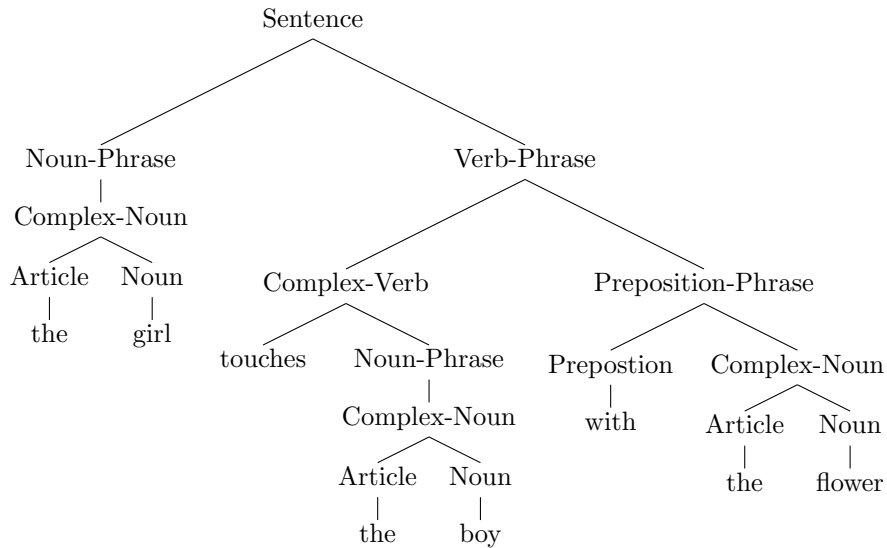 Sentence
Noun-Phrase Verb-Phrase
Complex-Noun
Article Noun Complex-Verb Preposition-Phrase
the girl
touches Noun-Phrase Prepostion Complex-Noun
Complex-Noun with Article Noun
Article Noun the flower
the boy